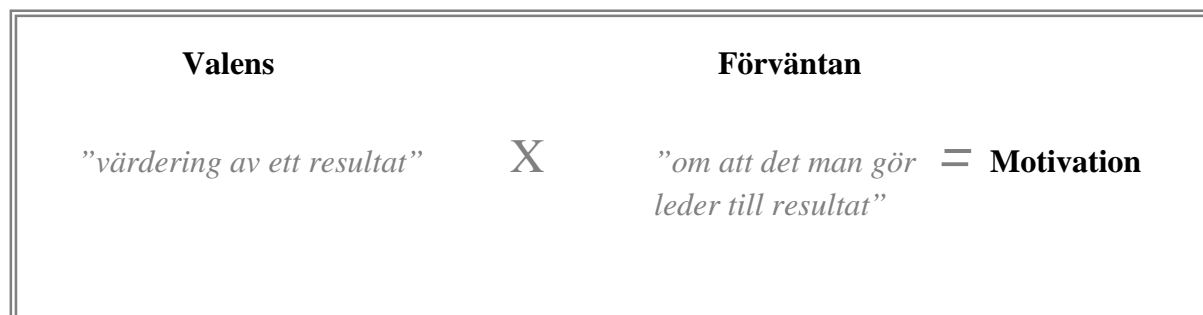 Valens Förväntan
”värdering av ett resultat” X ”om att det man gör = Motivation
leder till resultat”